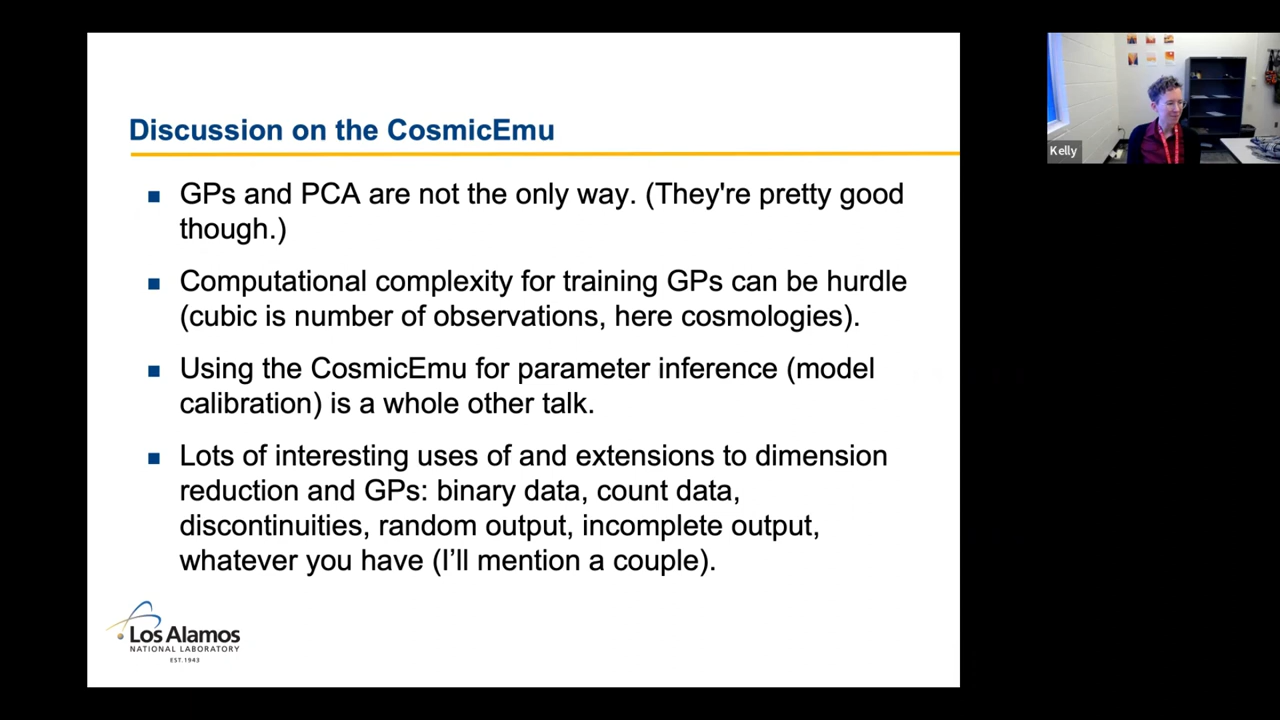 Discussion on the CosmicEmu
GPs and PCA are not the only way. (They're pretty good
though.)
Computational complexity for training GPs can be hurdle
(cubic is number of observations, here cosmologies).
Using the CosmicEmu for parameter inference (model
calibration) is a whole other talk.
Lots of interesting uses of and extensions to dimension
reduction and GPs: binary data, count data,
discontinuities, random output, incomplete output,
whatever you have (I’ll mention a couple).
Los Alamos
NATIONAL LABORATORY
EST.1943
Kelly